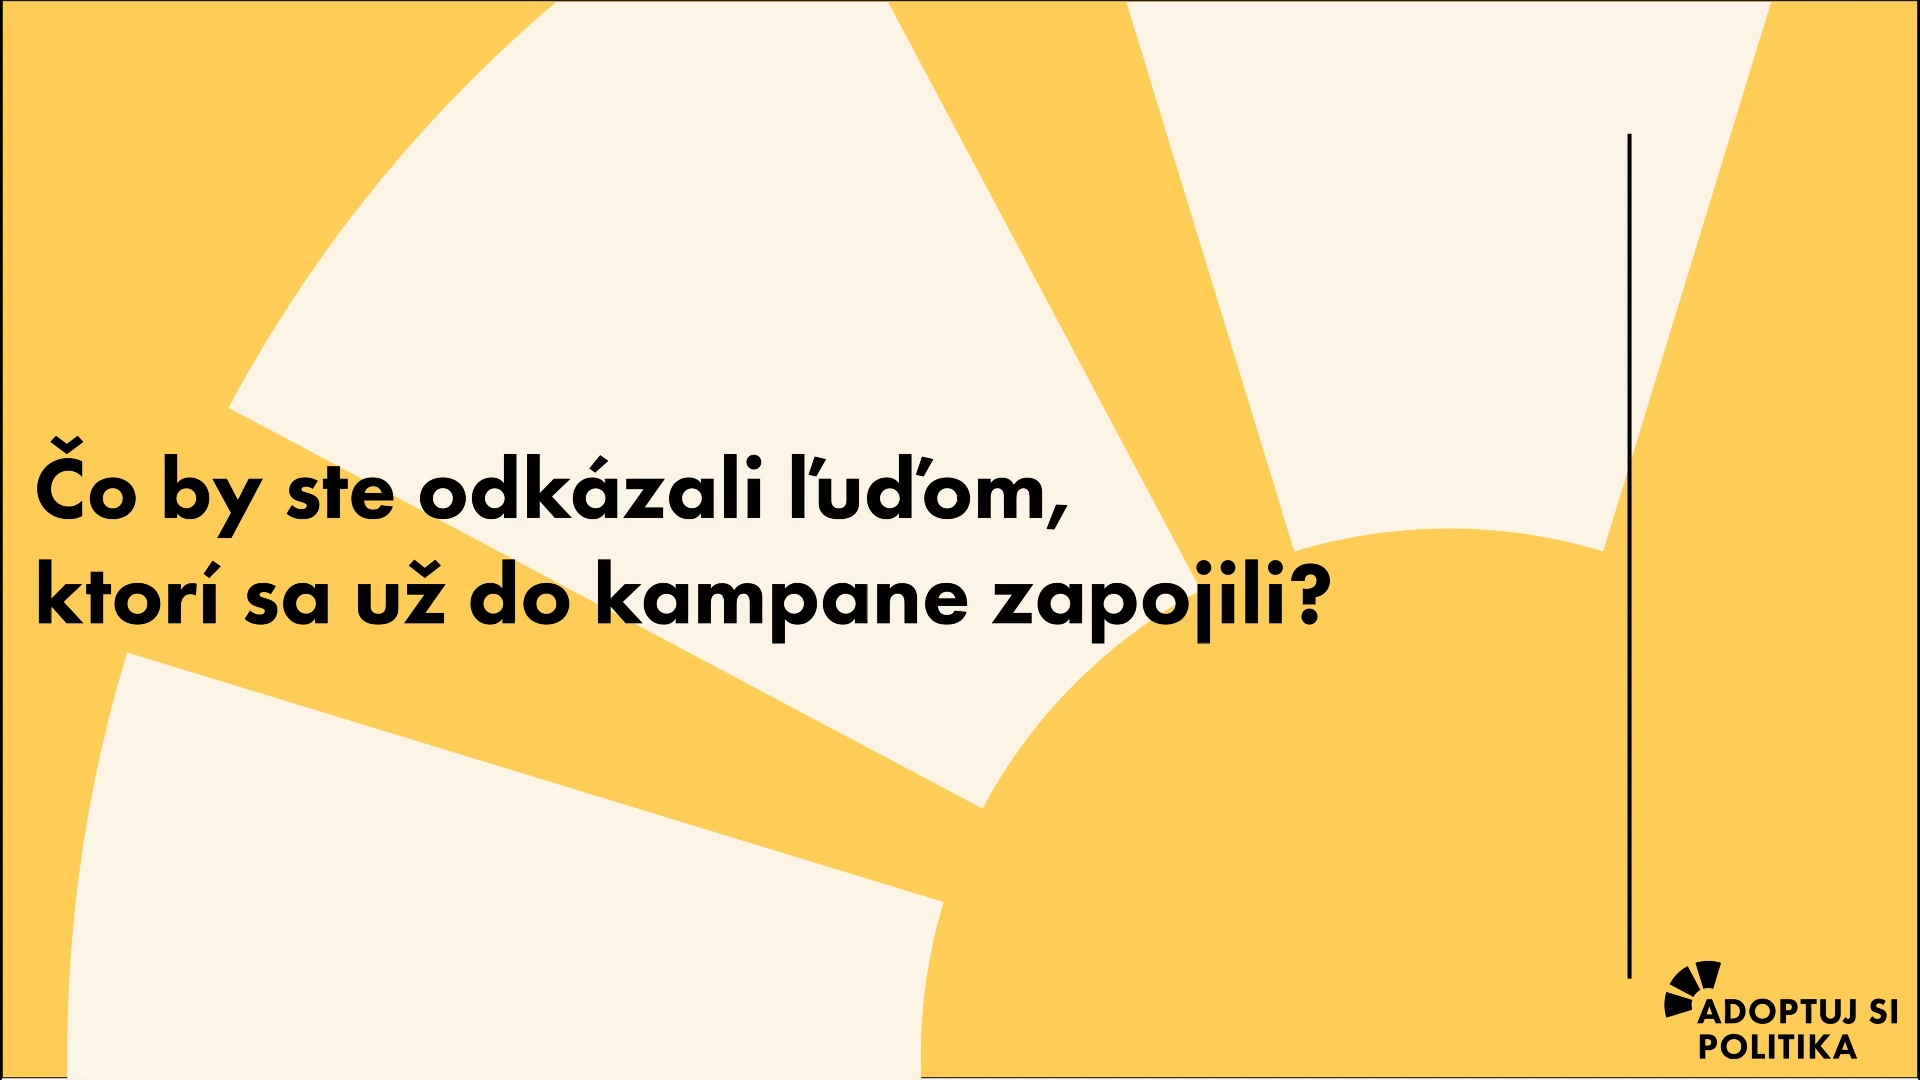 Čo by ste odkázali ľuďom,
ktorí sa už do kampane zapojili?
ADOPTUJ SI
POLITIKA